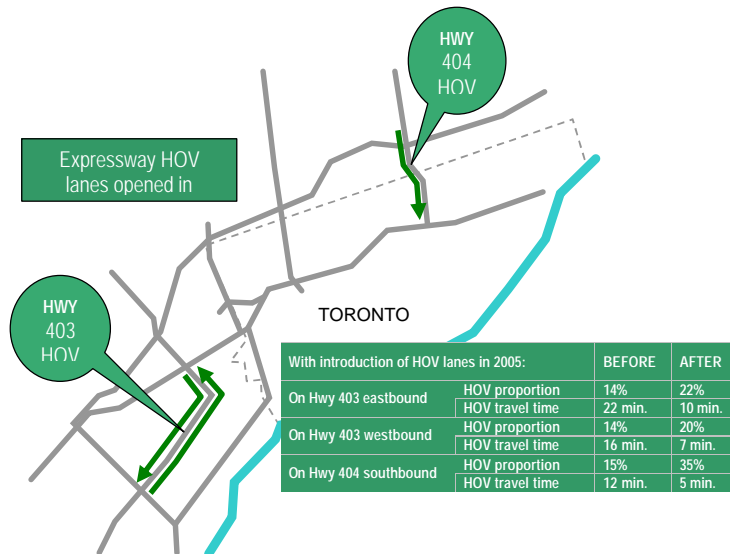 HWY
404
HOV
Expressway HOV
lanes opened in
HWY
403
HOV
TORONTO
With introduction of HOV lanes in 2005: BEFORE AFTER
On Hwy 403 eastbound HOV proportion 14% 22%
HOV travel time 22 min. 10 min.
On Hwy 403 westbound HOV proportion 14% 20%
HOV travel time 16 min. 7 min.
On Hwy 404 southbound HOV proportion 15% 35%
HOV travel time 12 min. 5 min.